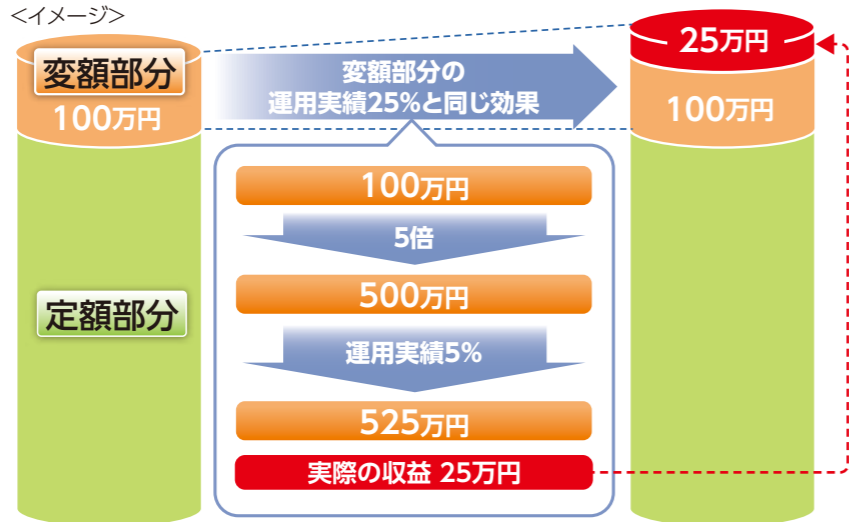 <イメージ>
変額部分
100万円
定額部分
変額部分の
運用実績25%と同じ効果
100万円
5倍
500万円
運用実績5%
525万円
実際の収益 25万円
25万円
100万円